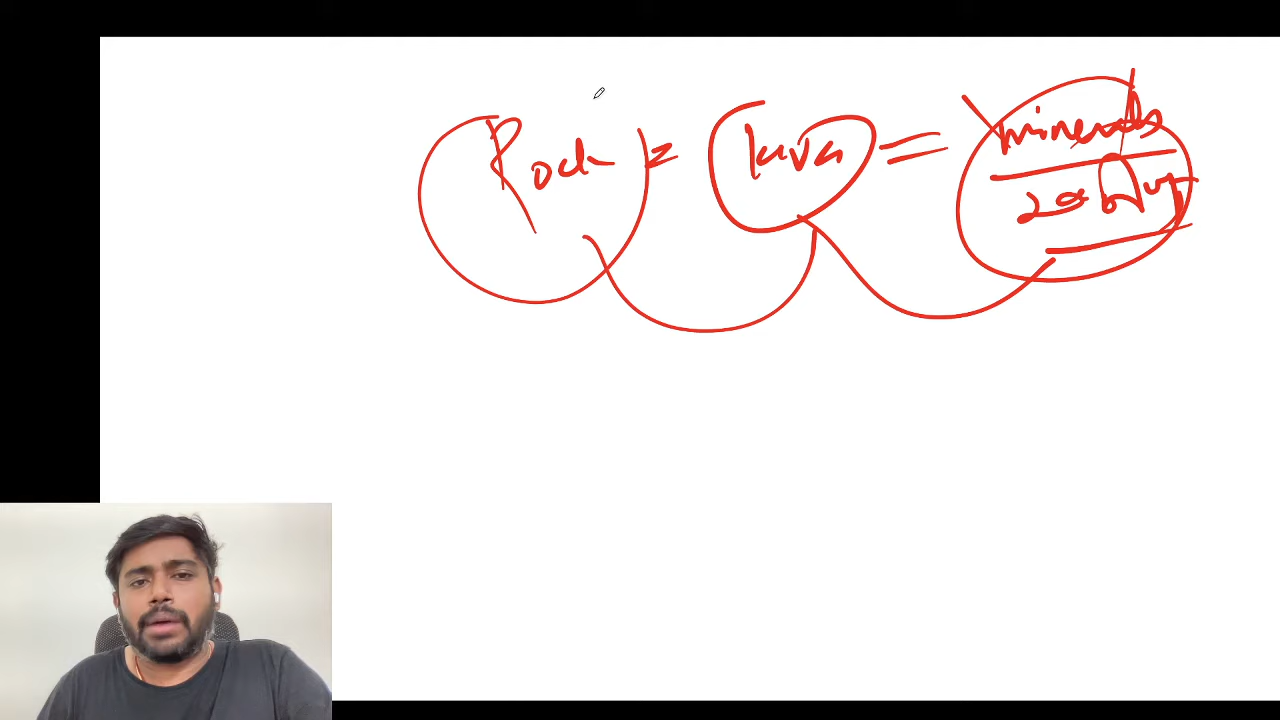 Rock = lava = minerals